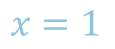 x = 1